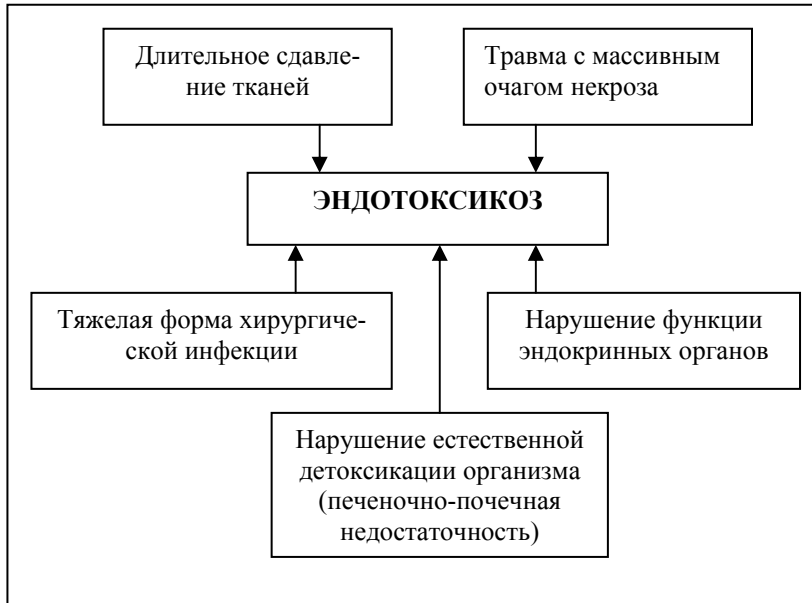 Длительное сдавле-
ние тканей
Травма с массивным
очагом некроза
ЭНДОТОКСИКОЗ
Тяжелая форма хирургиче-
ской инфекции
Нарушение функции
эндокринных органов
Нарушение естественной
детоксикации организма
(печеночно-почечная
недостаточность)